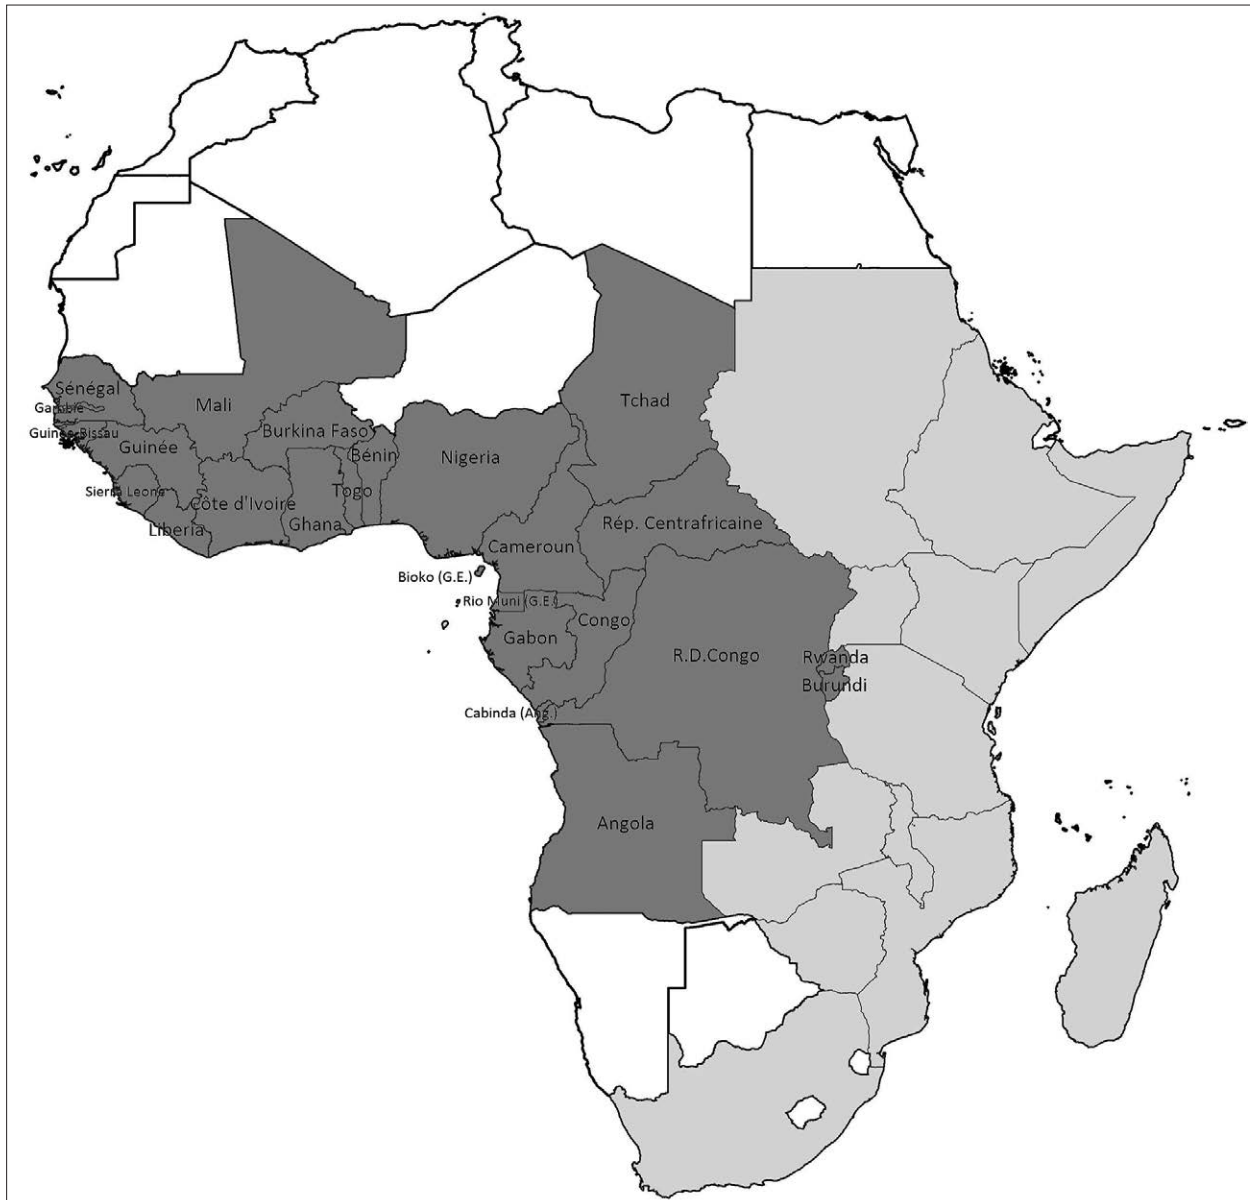 Sénégal
Gambie
Guinée-Bissau
Guinée
Sierra Leone
Liberia
Mali
Côte d'Ivoire
Burkina Faso
Ghana
Togo
Bénin
Nigeria
Tchad
Rép. Centrafricaine
Cameroun
Bioko (G.E.)
Rio Muni (G.E.)
Gabon
Congo
R.D.Congo
Rwanda
Burundi
Cabinda (Ang.)
Angola